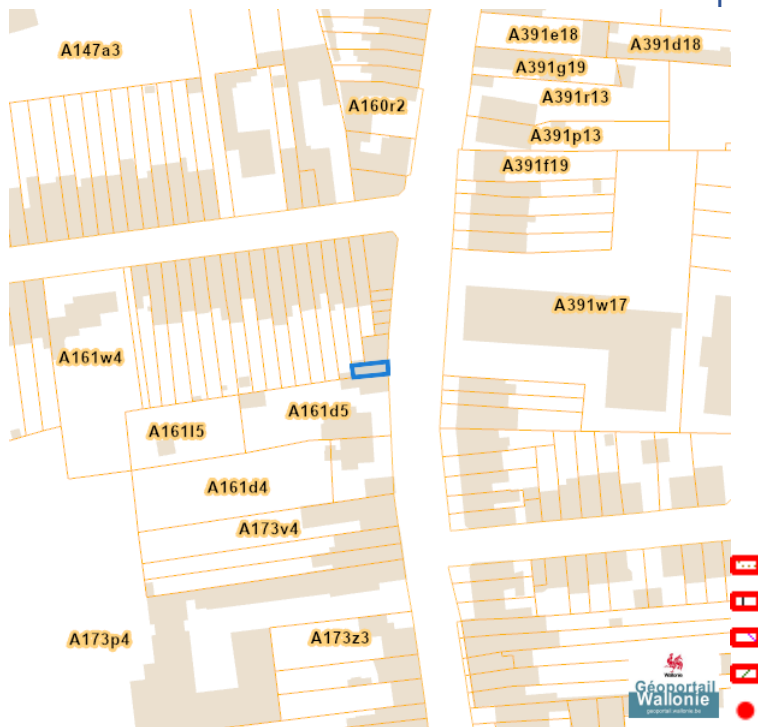 A391e18
A391d18
A147a3
A391g19
A391r13
A160r2
A391p13
A391f19
A391w17
A161w4
A161d5
A161l5
A161d4
A173v4
A173p4
A173z3
Wallonie
Géoportail
Wallonie
geoportail.wallonie.be